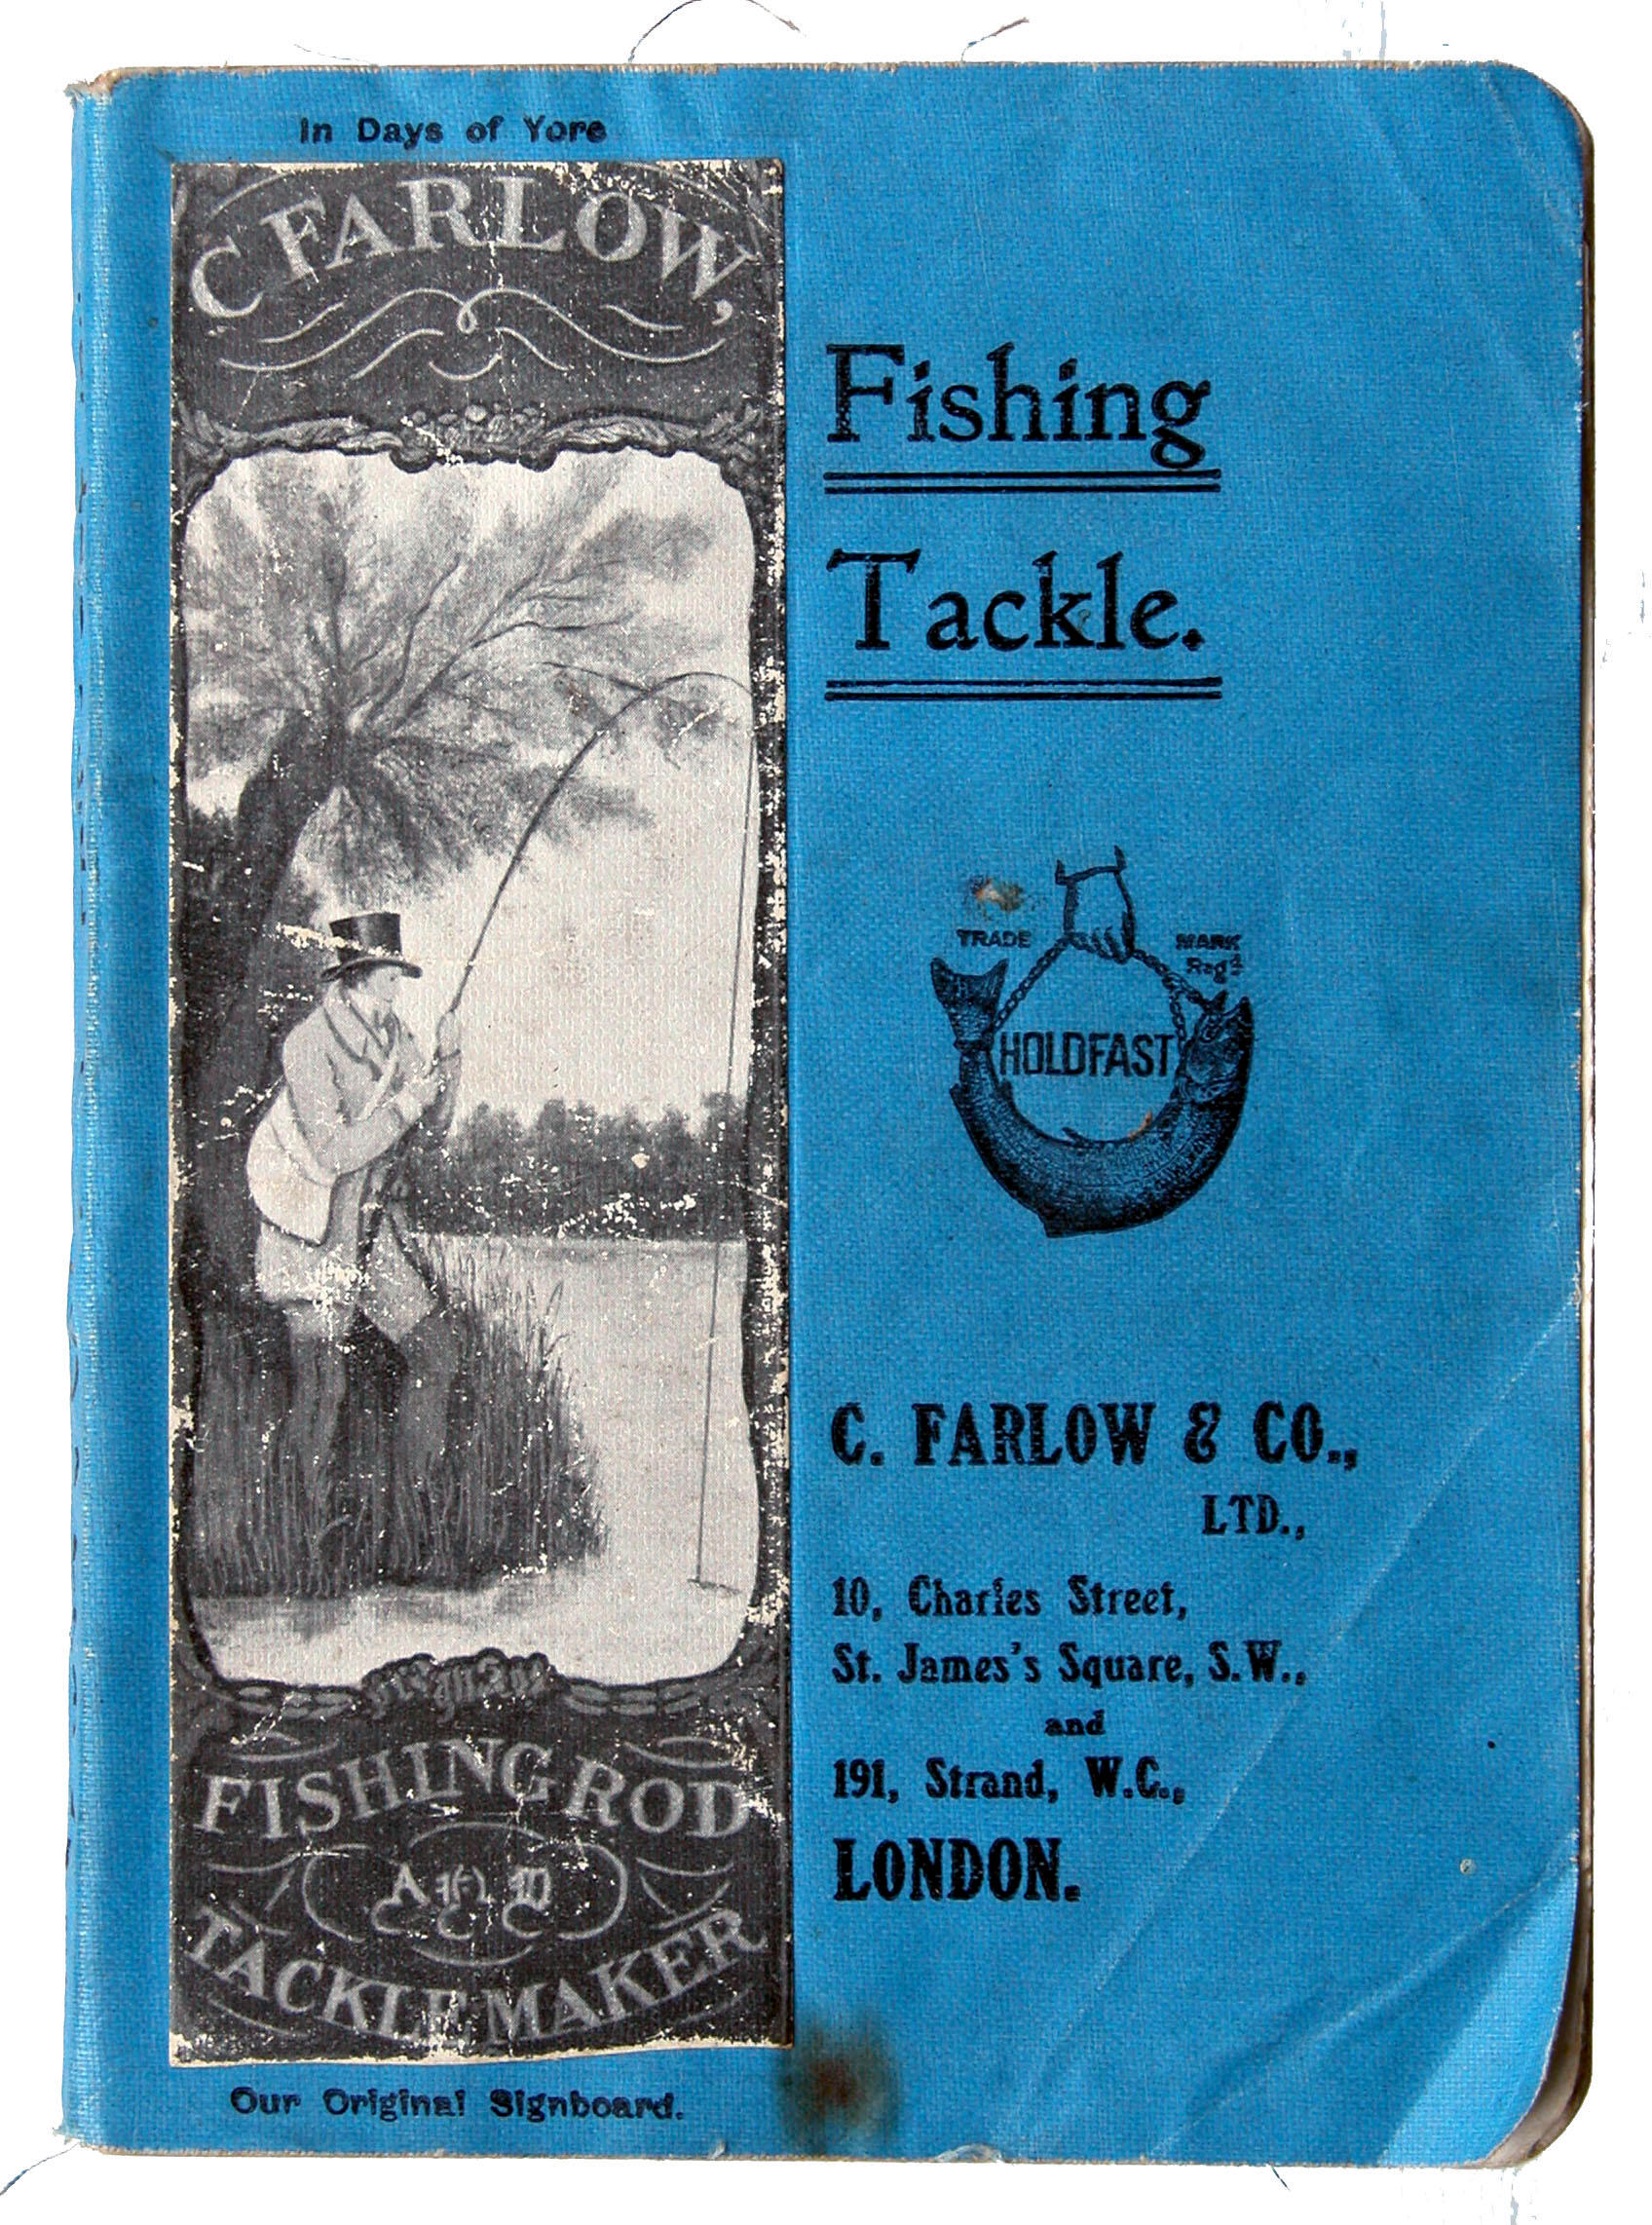 In Days of Yore
C FARLOW,
FISHING ROD
AND
TACKLE MAKER
Our Original Signboard.
Fishing
Tackle.
TRADE MARK
Regd
HOLDFAST
C. FARLOW & CO.,
LTD.,
10, Charles Street,
St. James's Square, S.W.,
and
191, Strand, W.C.,
LONDON.